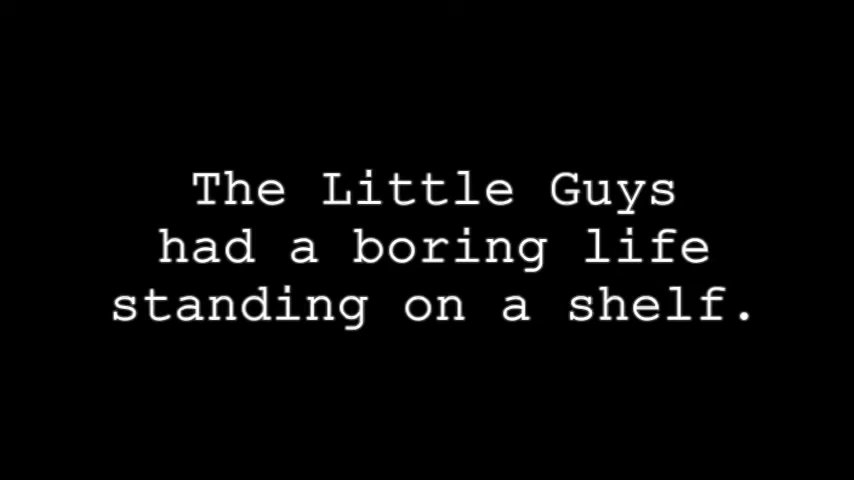 The Little Guys
had a boring life
standing on a shelf.